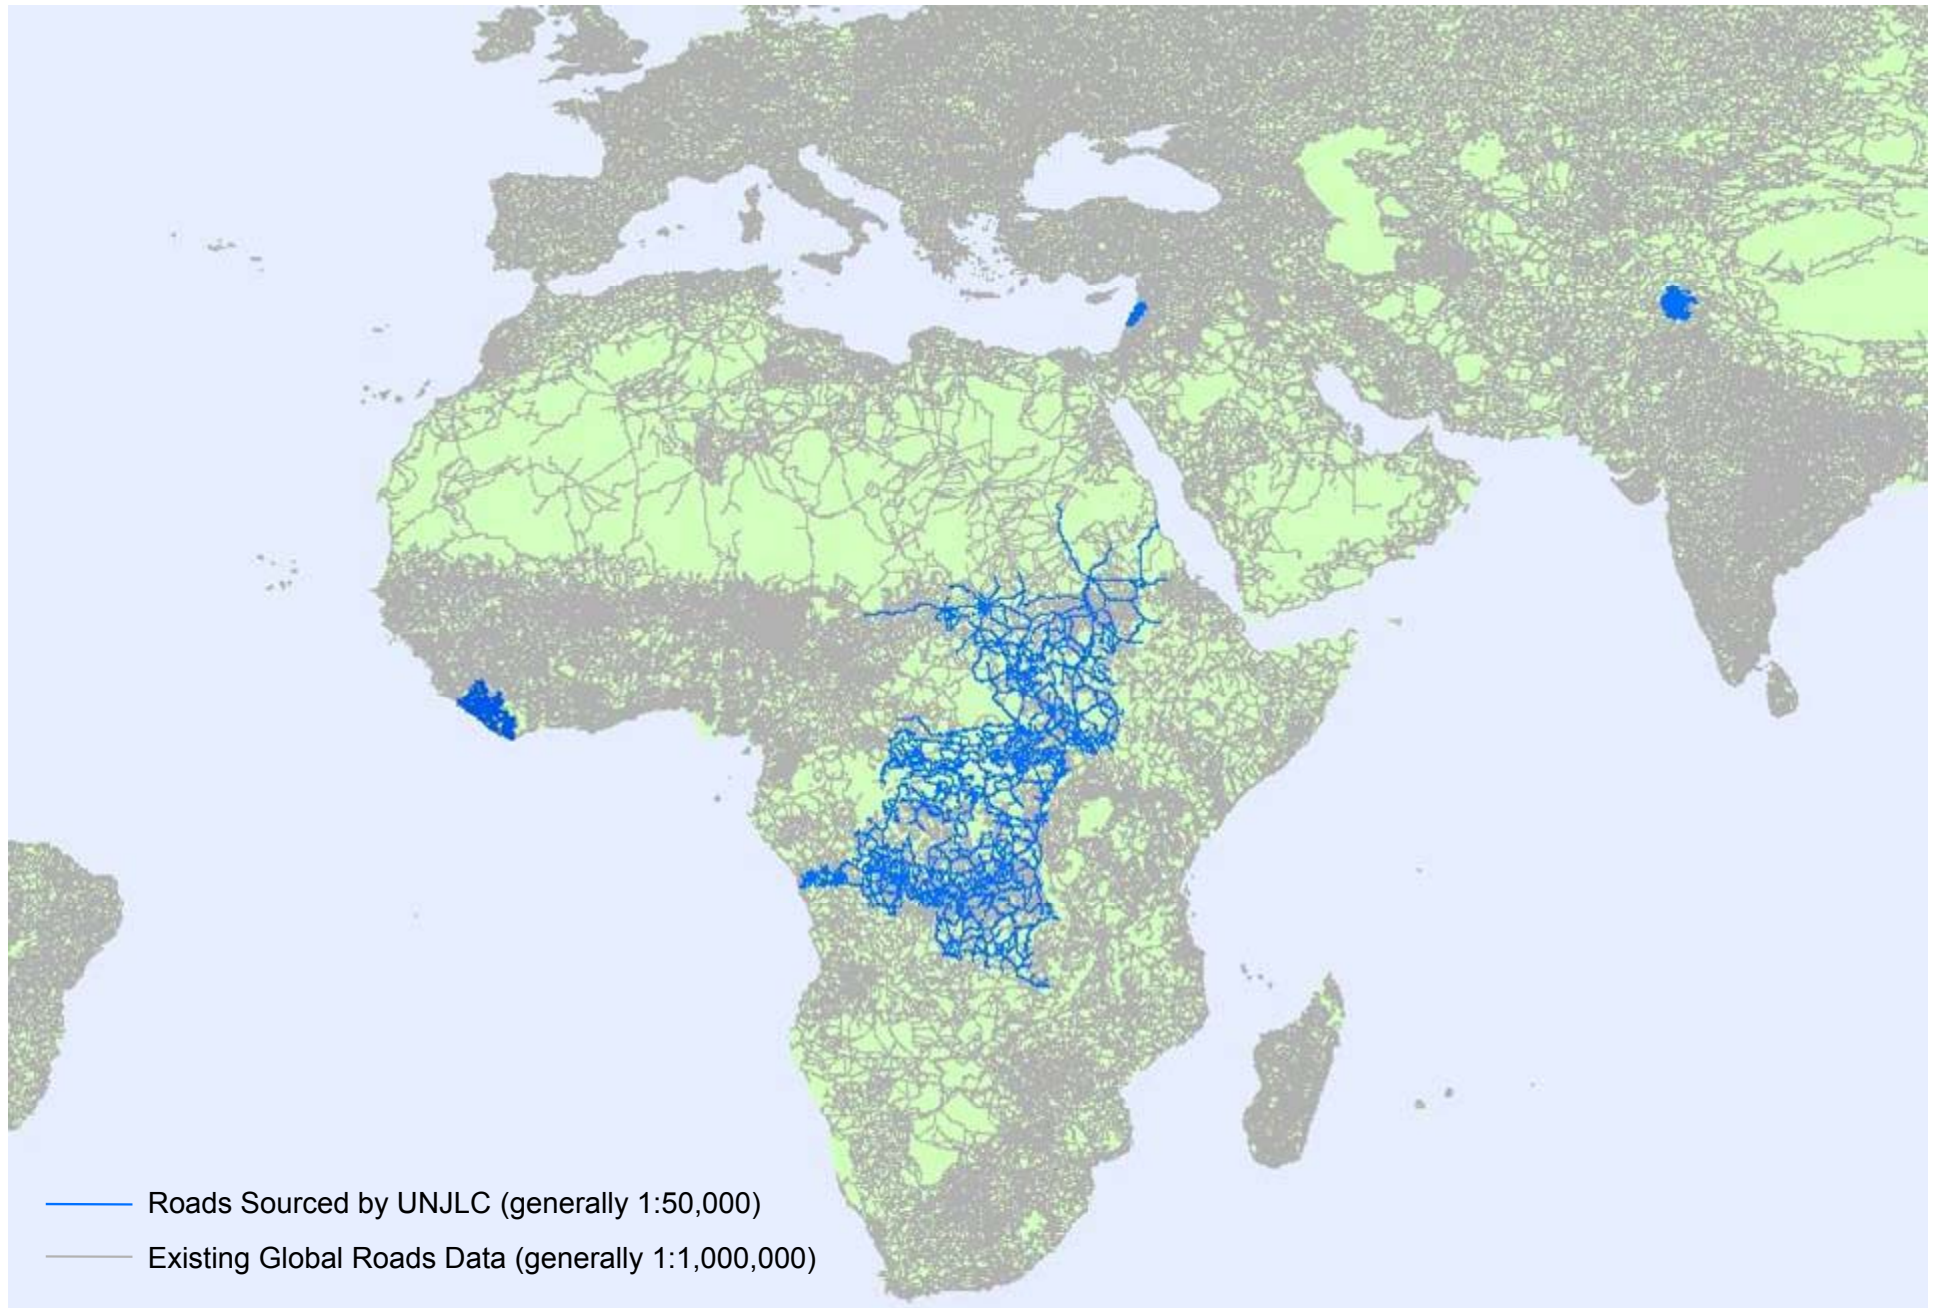 Roads Sourced by UNJLC (generally 1:50,000)
Existing Global Roads Data (generally 1:1,000,000)